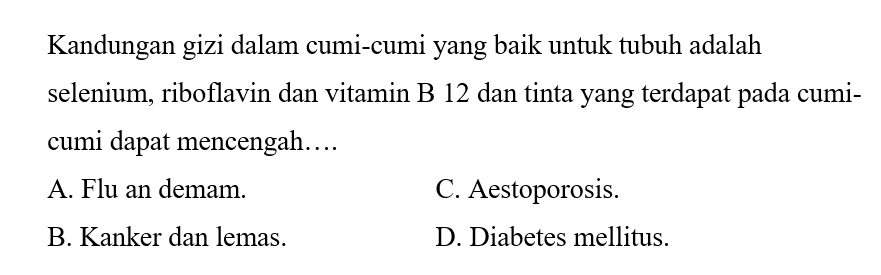 Kandungan gizi dalam cumi-cumi yang baik untuk tubuh adalah
selenium, riboflavin dan vitamin B 12 dan tinta yang terdapat pada cumi-
cumi dapat mencengah….
A. Flu an demam. C. Aestoporosis.
B. Kanker dan lemas. D. Diabetes mellitus.